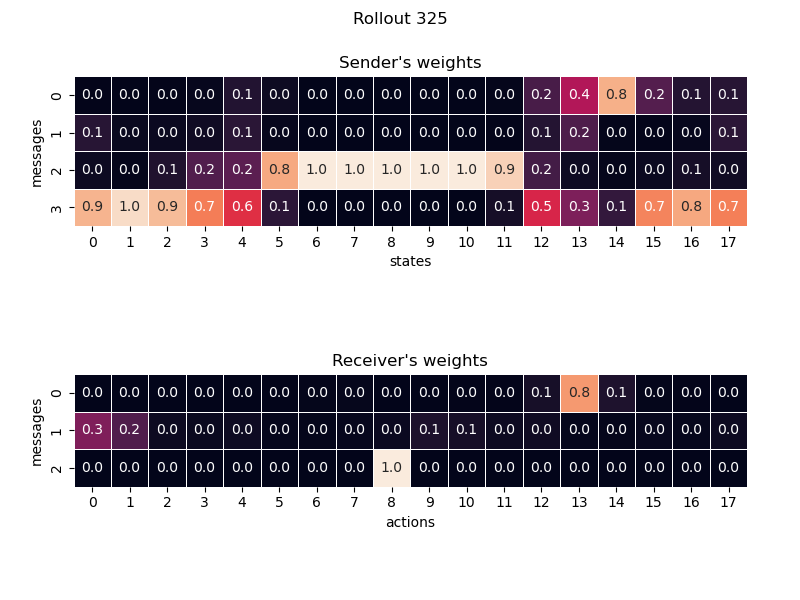 Rollout 325
Sender's weights
messages
0 0.0 0.0 0.0 0.0 0.1 0.0 0.0 0.0 0.0 0.0 0.0 0.0 0.2 0.4 0.8 0.2 0.1 0.1
1 0.1 0.0 0.0 0.0 0.1 0.0 0.0 0.0 0.0 0.0 0.0 0.0 0.1 0.2 0.0 0.0 0.0 0.1
2 0.0 0.0 0.1 0.2 0.2 0.8 1.0 1.0 1.0 1.0 1.0 0.9 0.2 0.0 0.0 0.0 0.1 0.0
3 0.9 1.0 0.9 0.7 0.6 0.1 0.0 0.0 0.0 0.0 0.0 0.1 0.5 0.3 0.1 0.7 0.8 0.7
0 1 2 3 4 5 6 7 8 9 10 11 12 13 14 15 16 17
states
Receiver's weights
messages
0 0.0 0.0 0.0 0.0 0.0 0.0 0.0 0.0 0.0 0.0 0.0 0.0 0.1 0.8 0.1 0.0 0.0 0.0
1 0.3 0.2 0.0 0.0 0.0 0.0 0.0 0.0 0.0 0.1 0.1 0.0 0.0 0.0 0.0 0.0 0.0 0.0
2 0.0 0.0 0.0 0.0 0.0 0.0 0.0 0.0 1.0 0.0 0.0 0.0 0.0 0.0 0.0 0.0 0.0 0.0
0 1 2 3 4 5 6 7 8 9 10 11 12 13 14 15 16 17
actions